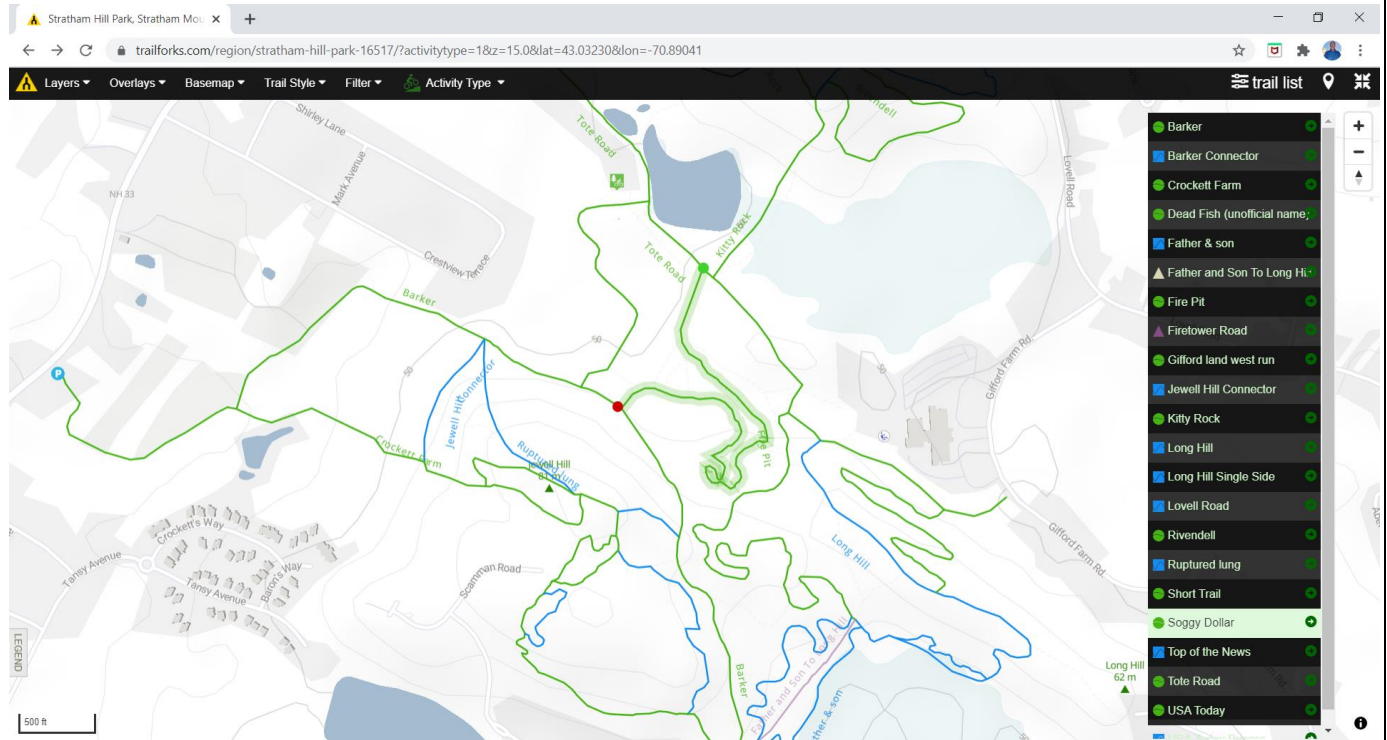 Stratham Hill Park, Stratham Mou
trailforks.com/region/stratham-hill-park-16517/?activitytype=1&z=15.0&lat=43.03230&lon=-70.89041
Layers Overlays Basemap Trail Style Filter Activity Type trail list
Shirley Lane
Tote Road
Mark Avenue
Lovell Road
NH 33
Kitty Rock
Tote Road
Crestview Terrace
Barker
50
50
50
Gifford Farm Rd.
P
Jewell Hill Connector
Crockett Farm
Ruptured lung
Jewell Hill
Fire Pit
Crockett's Way
Long Hill
Gifford Farm Rd.
Tansy Avenue
Tansy Avenue
Baron's Way
Scamman Road
Barker
Father and Son To Long Hill
Father & son
Long Hill
62 m
LEGEND
500 ft
Barker
Barker Connector
Crockett Farm
Dead Fish (unofficial name)
Father & son
Father and Son To Long Hi
Fire Pit
Firetower Road
Gifford land west run
Jewell Hill Connector
Kitty Rock
Long Hill
Long Hill Single Side
Lovell Road
Rivendell
Ruptured lung
Short Trail
Soggy Dollar
Top of the News
Tote Road
USA Today